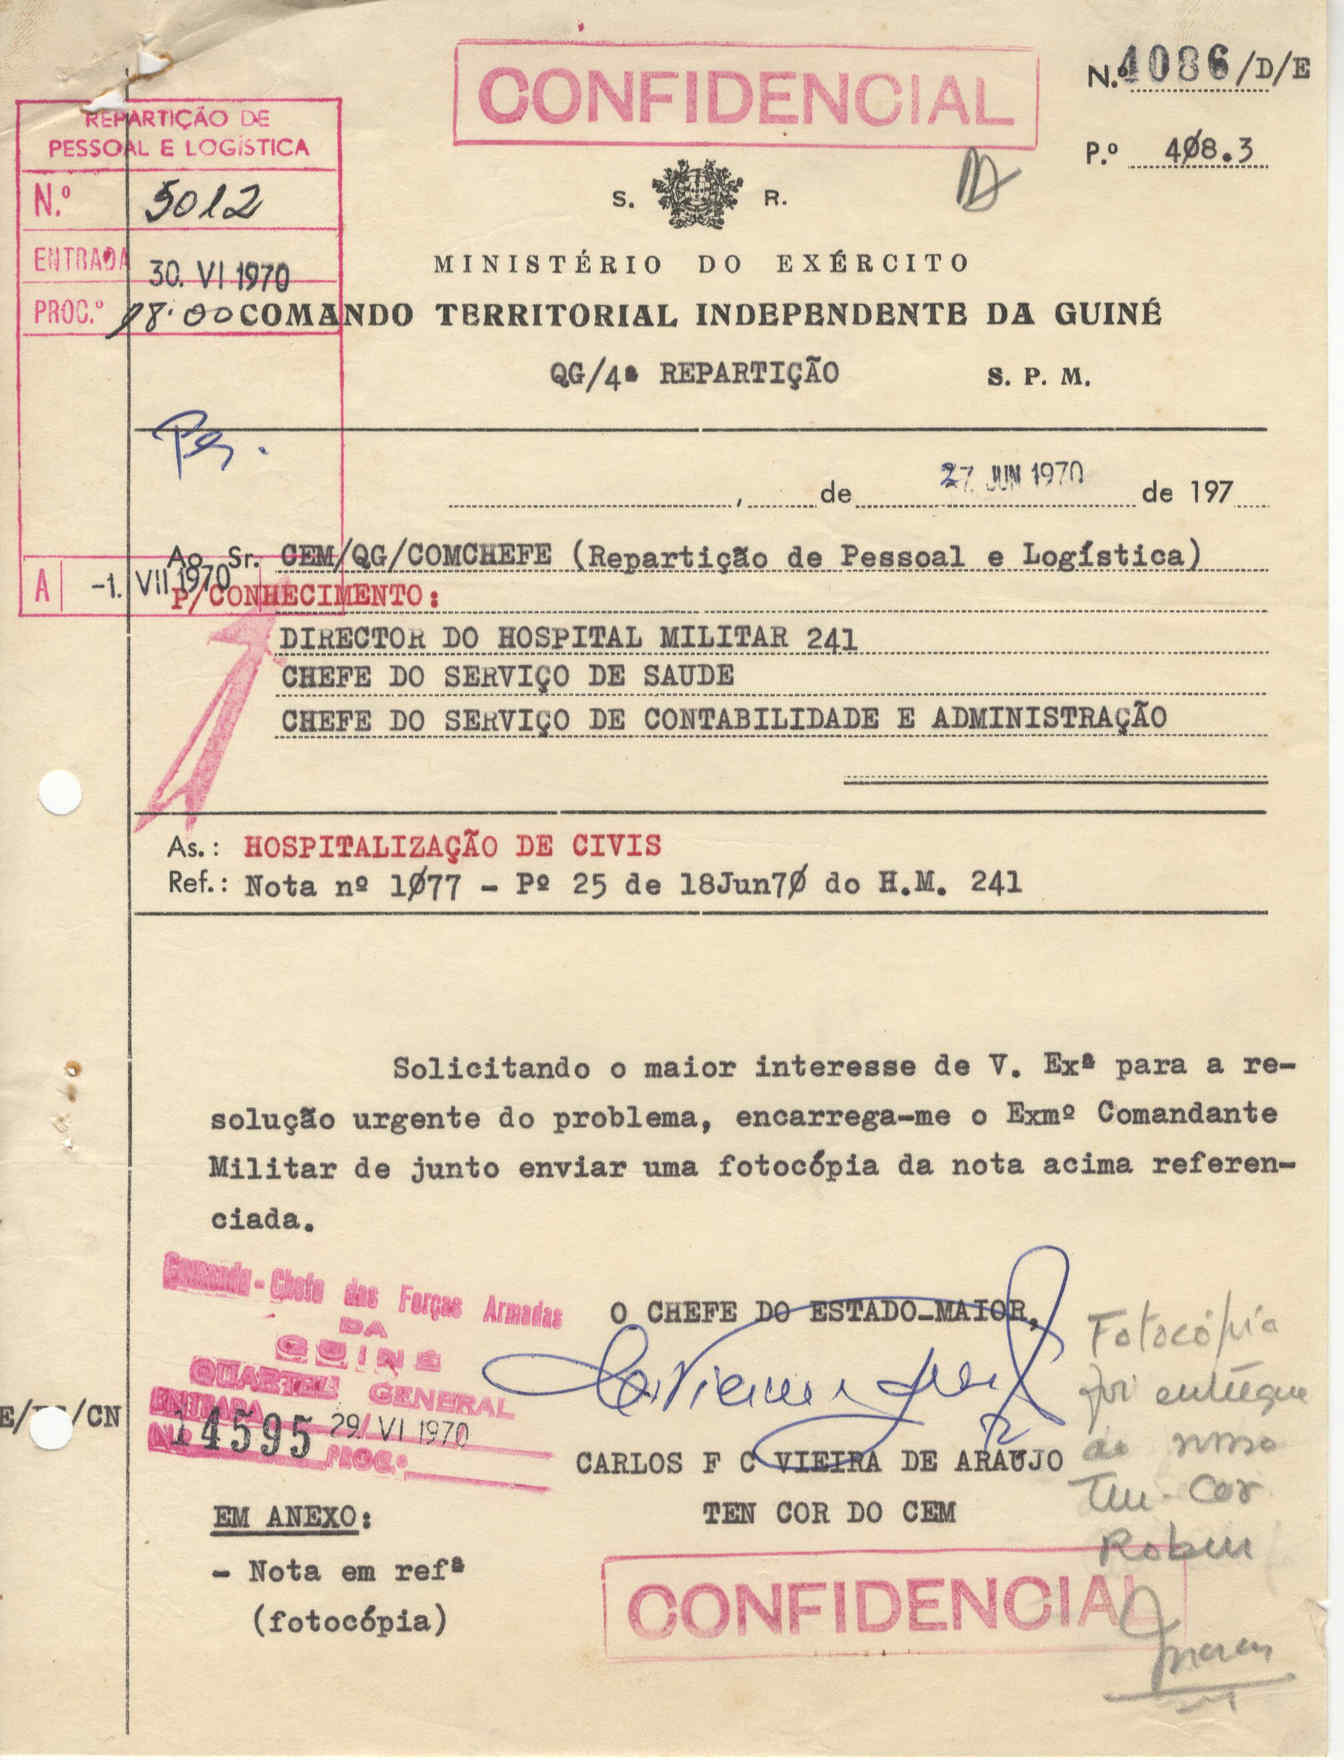 CONFIDENCIAL
N.º 4086/D/E
P.º 408.3
REPARTIÇÃO DE
PESSOAL E LOGÍSTICA
N.º 5012
ENTRADA 30. VI 1970
PROC.º 18.00
S. R.
MINISTÉRIO DO EXÉRCITO
COMANDO TERRITORIAL INDEPENDENTE DA GUINÉ
QG/4ª REPARTIÇÃO S. P. M.
, de 27 JUN 1970 de 197
Ao Sr. CEM/QG/COMCHEFE (Repartição de Pessoal e Logística)
A -1. VII 1970
P/CONHECIMENTO:
DIRECTOR DO HOSPITAL MILITAR 241
CHEFE DO SERVIÇO DE SAUDE
CHEFE DO SERVIÇO DE CONTABILIDADE E ADMINISTRAÇÃO
As.: HOSPITALIZAÇÃO DE CIVIS
Ref.: Nota nº 1077 - Pº 25 de 18Jun70 do H.M. 241
Solicitando o maior interesse de V. Exª para a re-
solução urgente do problema, encarrega-me o Exmº Comandante
Militar de junto enviar uma fotocópia da nota acima referen-
ciada.
Comando-Chefe das Forças Armadas
DA
GUINÉ
QUARTEL GENERAL
ENTRADA
N.º 14595 29/VI 1970
PROC.º
O CHEFE DO ESTADO-MAIOR,
CARLOS F C VIEIRA DE ARAUJO
TEN COR DO CEM
Fotocópia
foi entregue
ao nosso
Ten-Cor
E/ /CN
EM ANEXO:
- Nota em refª
(fotocópia)
CONFIDENCIAL